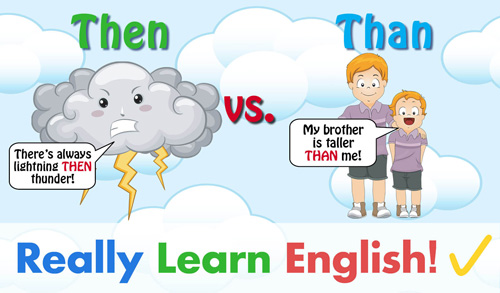 Then
vs.
Than
There's always
lightning THEN
thunder!
My brother
is taller
THAN me!
Really Learn English!